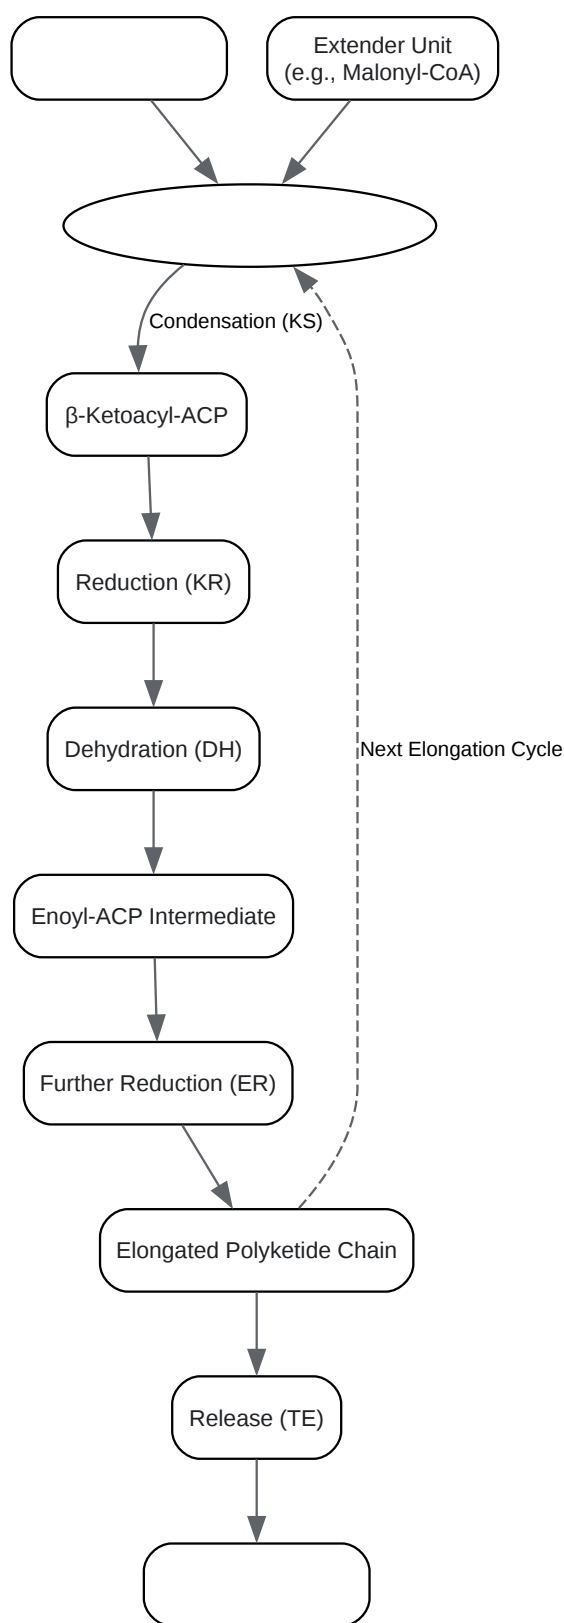 Extender Unit
(e.g., Malonyl-CoA)
Condensation (KS)
β-Ketoacyl-ACP
Reduction (KR)
Dehydration (DH)
Next Elongation Cycle
Enoyl-ACP Intermediate
Further Reduction (ER)
Elongated Polyketide Chain
Release (TE)